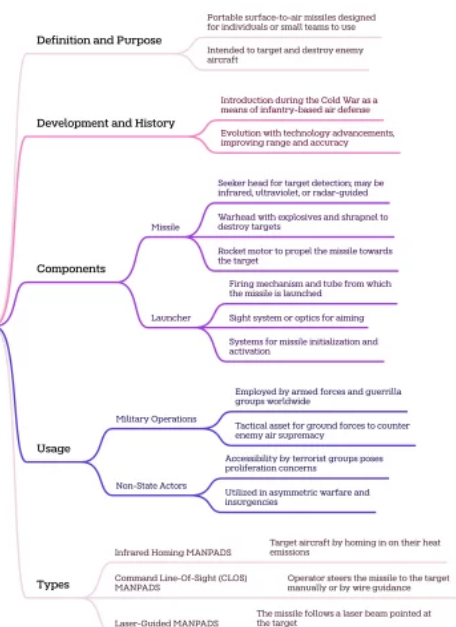 Portable surface-to-air missiles designed
for individuals or small teams to use
Definition and Purpose
Intended to target and destroy enemy
aircraft
Introduction during the Cold War as a
means of infantry-based air defense
Development and History
Evolution with technology advancements,
improving range and accuracy
Seeker head for target detection; may be
infrared, ultraviolet, or radar-guided
Missile
Warhead with explosives and shrapnel to
destroy targets
Rocket motor to propel the missile towards
the target
Components
Firing mechanism and tube from which
the missile is launched
Launcher
Sight system or optics for aiming
Systems for missile initialization and
activation
Employed by armed forces and guerrilla
groups worldwide
Military Operations
Tactical asset for ground forces to counter
enemy air supremacy
Usage
Accessibility by terrorist groups poses
proliferation concerns
Non-State Actors
Utilized in asymmetric warfare and
insurgencies
Target aircraft by homing in on their heat
emissions
Infrared Homing MANPADS
Types
Command Line-Of-Sight (CLOS)
MANPADS
Operator steers the missile to the target
manually or by wire guidance
The missile follows a laser beam pointed at
the target
Laser-Guided MANPADS